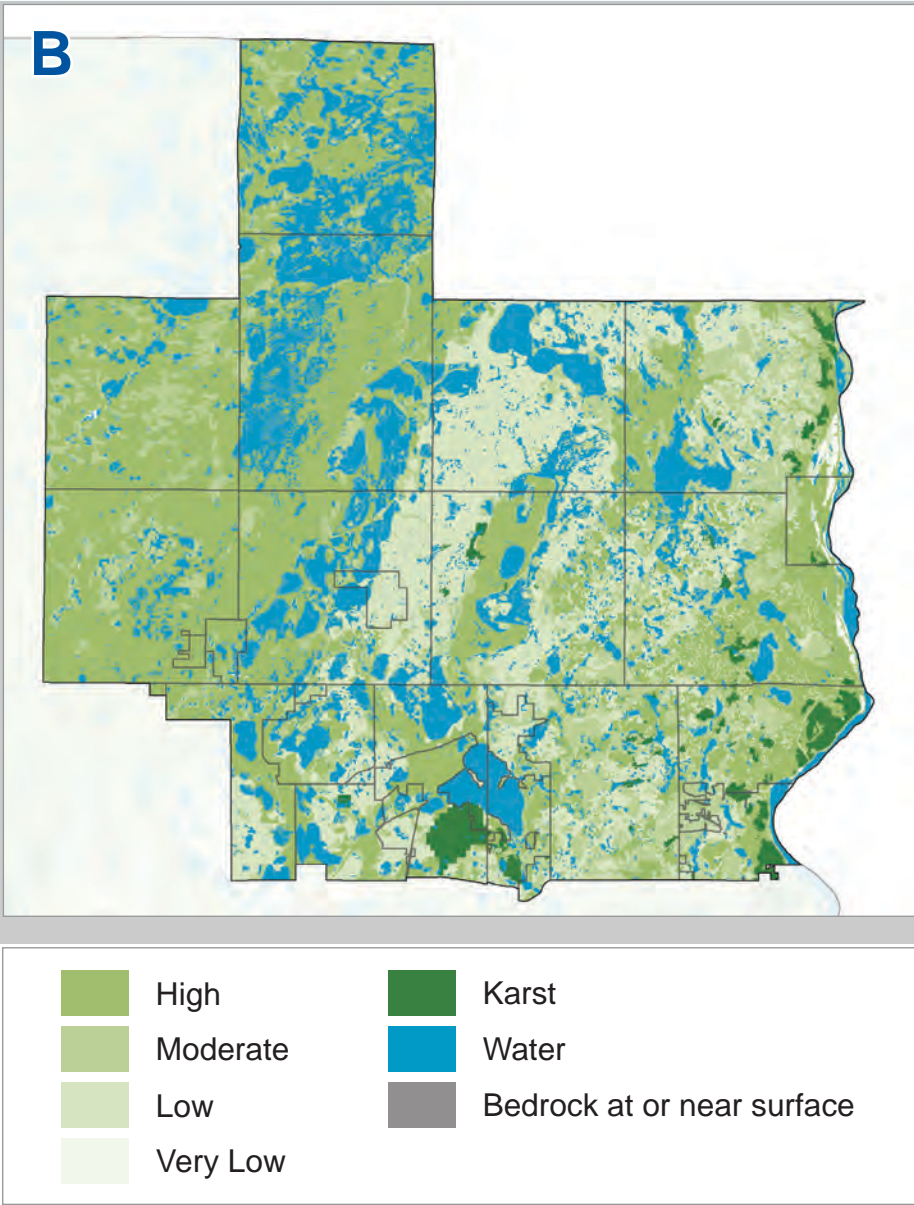 B
High
Moderate
Low
Very Low
Karst
Water
Bedrock at or near surface